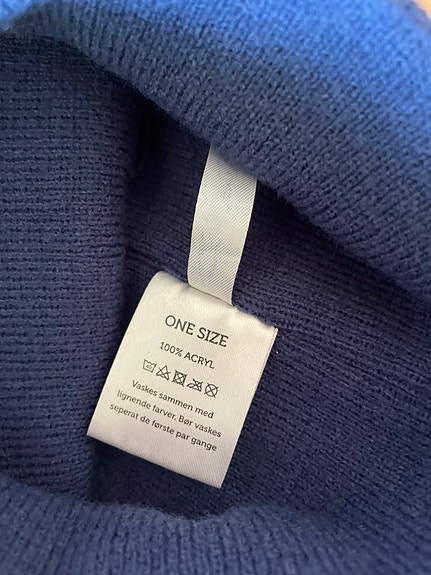 ONE SIZE
100% ACRYL
Vaskes sammen med
lignende farver. Bør vaskes
seperat de første par gange